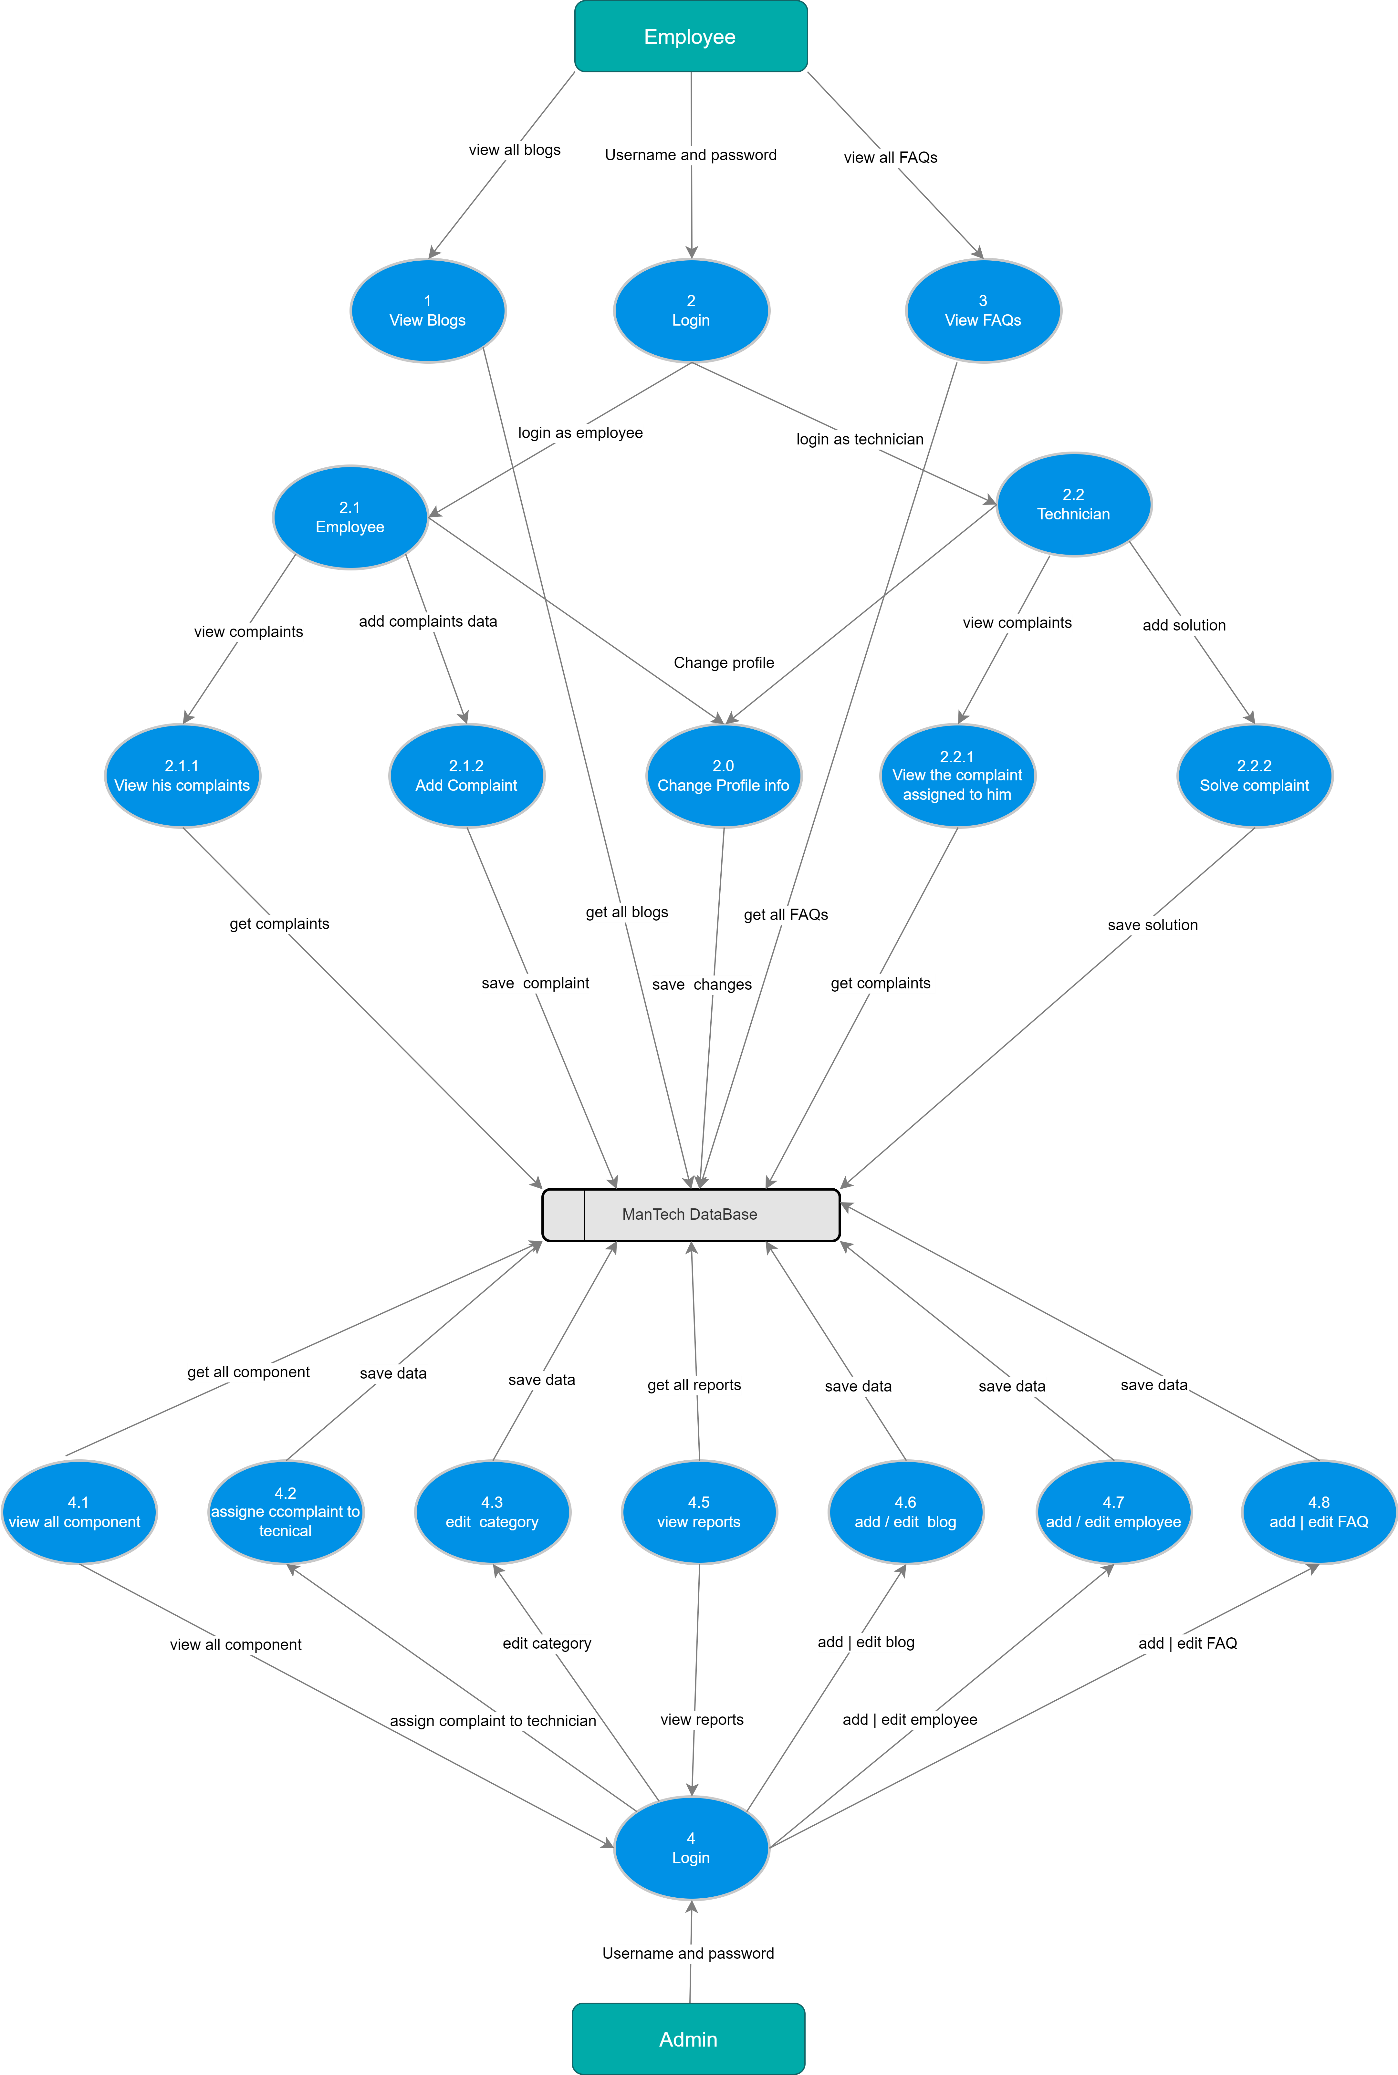 Employee
view all blogs
Username and password
view all FAQs
1
View Blogs
2
Login
3
View FAQs
login as employee
login as technician
2.1
Employee
2.2
Technician
view complaints
add complaints data
Change profile
view complaints
add solution
2.1.1
View his complaints
2.1.2
Add Complaint
2.0
Change Profile info
2.2.1
View the complaint
assigned to him
2.2.2
Solve complaint
get complaints
get all blogs
get all FAQs
save solution
save  complaint
save  changes
get complaints
ManTech DataBase
get all component
save data
save data
get all reports
save data
save data
save data
4.1
view all component
4.2
assigne ccomplaint to
tecnical
4.3
edit  category
4.5
view reports
4.6
add / edit  blog
4.7
add / edit employee
4.8
add | edit FAQ
view all component
edit category
add | edit blog
add | edit FAQ
assign complaint to technician
view reports
add | edit employee
4
Login
Username and password
Admin